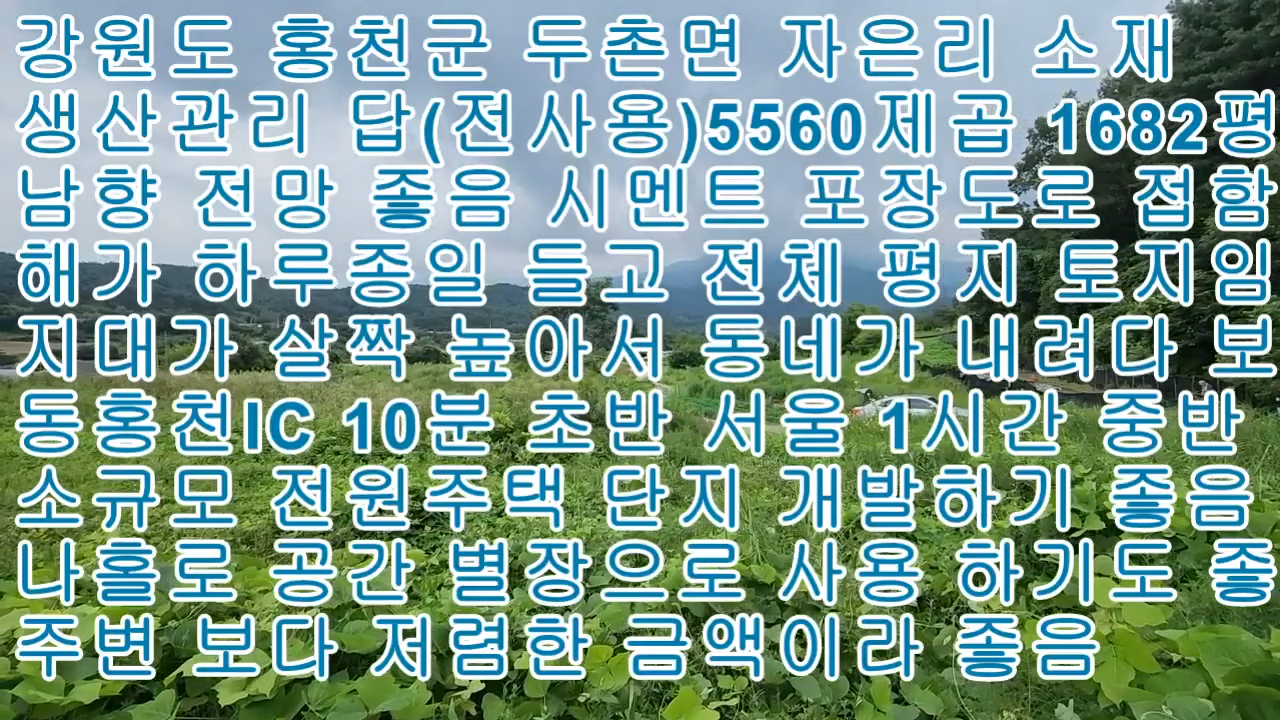 강원도 홍천군 두촌면 자은리 소재
생산관리 답(전사용)5560제곱 1682평
남향 전망 좋음 시멘트 포장도로 접함
해가 하루종일 들고 전체 평지 토지임
지대가 살짝 높아서 동네가 내려다 보
동홍천IC 10분 초반 서울 1시간 중반
소규모 전원주택 단지 개발하기 좋음
나홀로 공간 별장으로 사용 하기도 좋
주변 보다 저렴한 금액이라 좋음